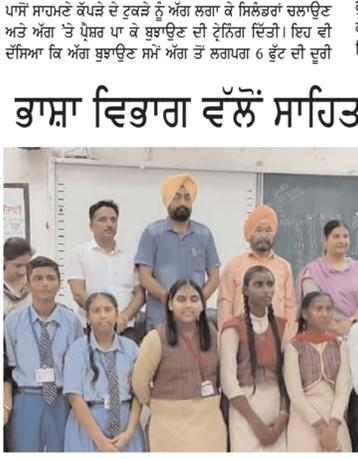 ਪਾਸੋਂ ਸਾਹਮਣੇ ਕੱਪੜੇ ਦੇ ਟੁਕੜੇ ਨੂੰ ਅੱਗ ਲਗਾ ਕੇ ਸਿਲੰਡਰਾਂ ਚਲਾਉਣ
ਅਤੇ ਅੱਗ 'ਤੇ ਪ੍ਰੈਸ਼ਰ ਪਾ ਕੇ ਬੁਝਾਉਣ ਦੀ ਟ੍ਰੇਨਿੰਗ ਦਿੱਤੀ। ਇਹ ਵੀ
ਦੱਸਿਆ ਕਿ ਅੱਗ ਬੁਝਾਉਣ ਸਮੇਂ ਅੱਗ ਤੋਂ ਲਗਪਗ 6 ਫੁੱਟ ਦੀ ਦੂਰੀ
ਭਾਸ਼ਾ ਵਿਭਾਗ ਵੱਲੋਂ ਸਾਹਿਤ